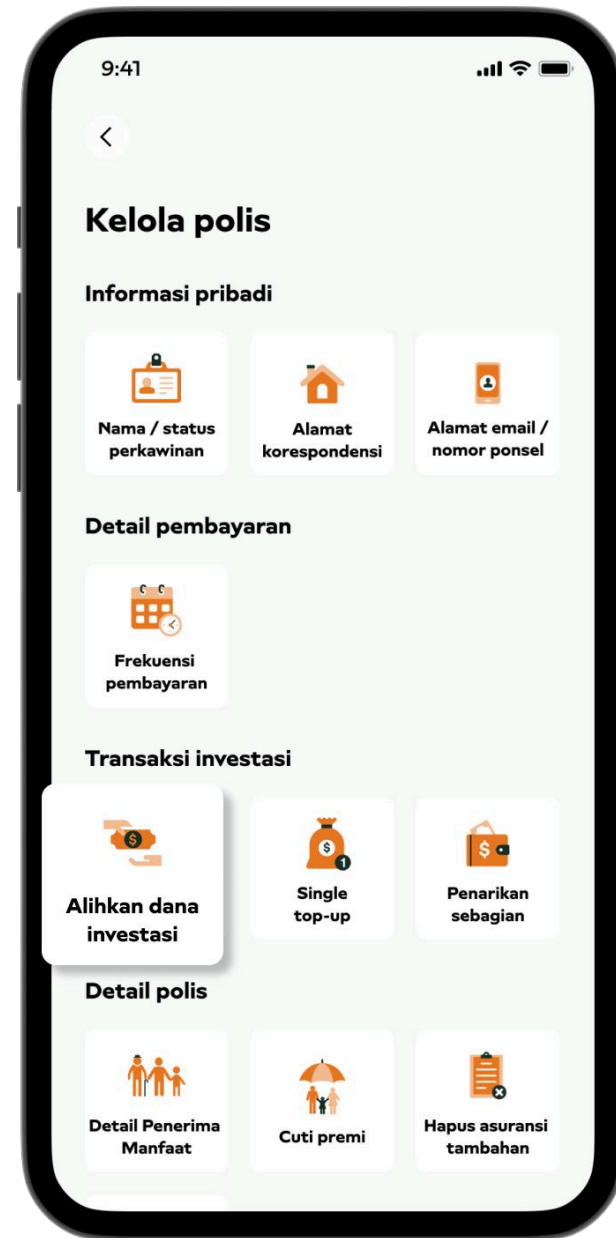 9:41
Kelola polis
Informasi pribadi
Nama / status
perkawinan
Alamat
korespondensi
Alamat email /
nomor ponsel
Detail pembayaran
Frekuensi
pembayaran
Transaksi investasi
Alihkan dana
investasi
Single
top-up
Penarikan
sebagian
Detail polis
Detail Penerima
Manfaat
Cuti premi
Hapus asuransi
tambahan